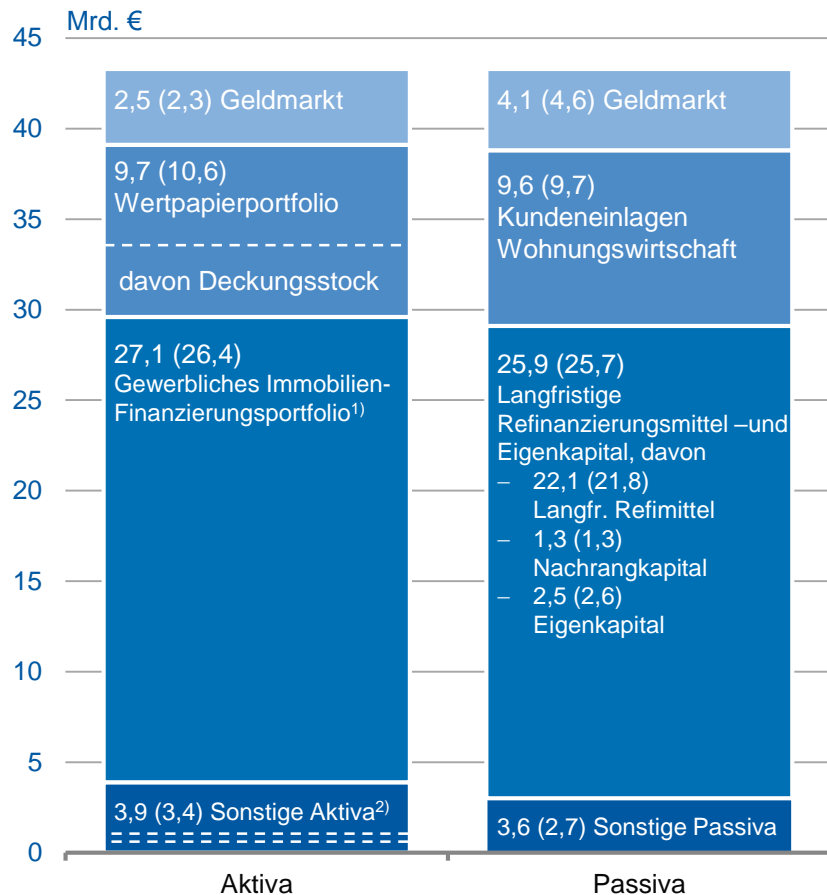 Mrd. €
45
40
35
30
25
20
15
10
5
0
2,5 (2,3) Geldmarkt
9,7 (10,6)
Wertpapierportfolio
davon Deckungsstock
27,1 (26,4)
Gewerbliches Immobilien-
Finanzierungsportfolio1)
3,9 (3,4) Sonstige Aktiva2)
Aktiva
4,1 (4,6) Geldmarkt
9,6 (9,7)
Kundeneinlagen
Wohnungswirtschaft
25,9 (25,7)
Langfristige
Refinanzierungsmittel –und
Eigenkapital, davon
– 22,1 (21,8)
Langfr. Refimittel
– 1,3 (1,3)
Nachrangkapital
– 2,5 (2,6)
Eigenkapital
3,6 (2,7) Sonstige Passiva
Passiva